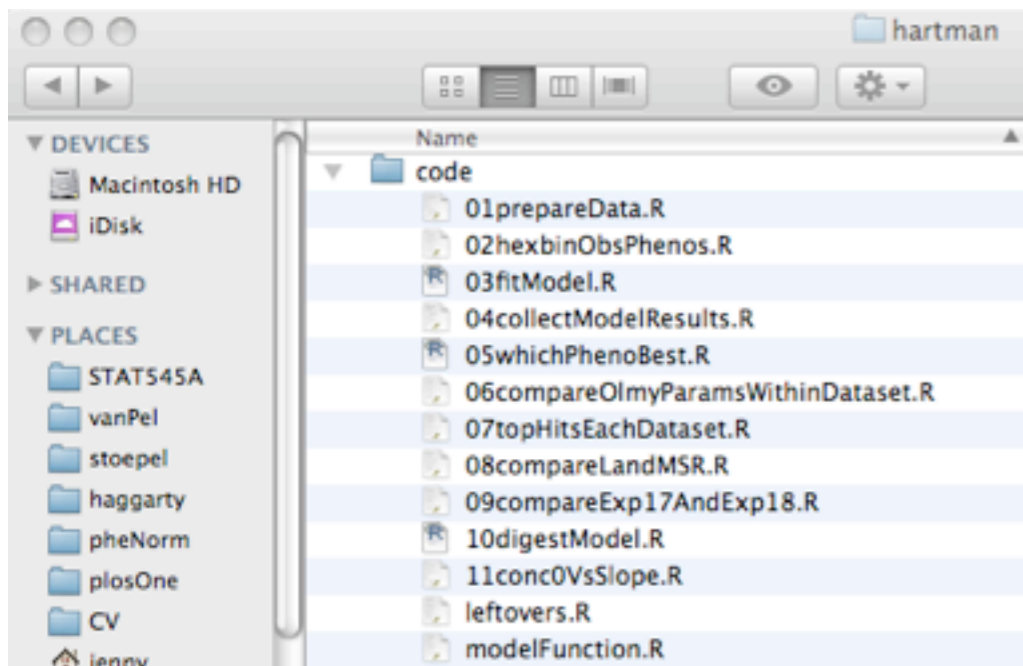 hartman
DEVICES
Macintosh HD
iDisk
SHARED
PLACES
STAT545A
vanPel
stoepel
haggarty
pheNorm
plosOne
CV
jenny
Name
code
01prepareData.R
02hexbinObsPhenos.R
03fitModel.R
04collectModelResults.R
05whichPhenoBest.R
06compareOlmyParamsWithinDataset.R
07topHitsEachDataset.R
08compareLandMSR.R
09compareExp17AndExp18.R
10digestModel.R
11conc0VsSlope.R
leftovers.R
modelFunction.R